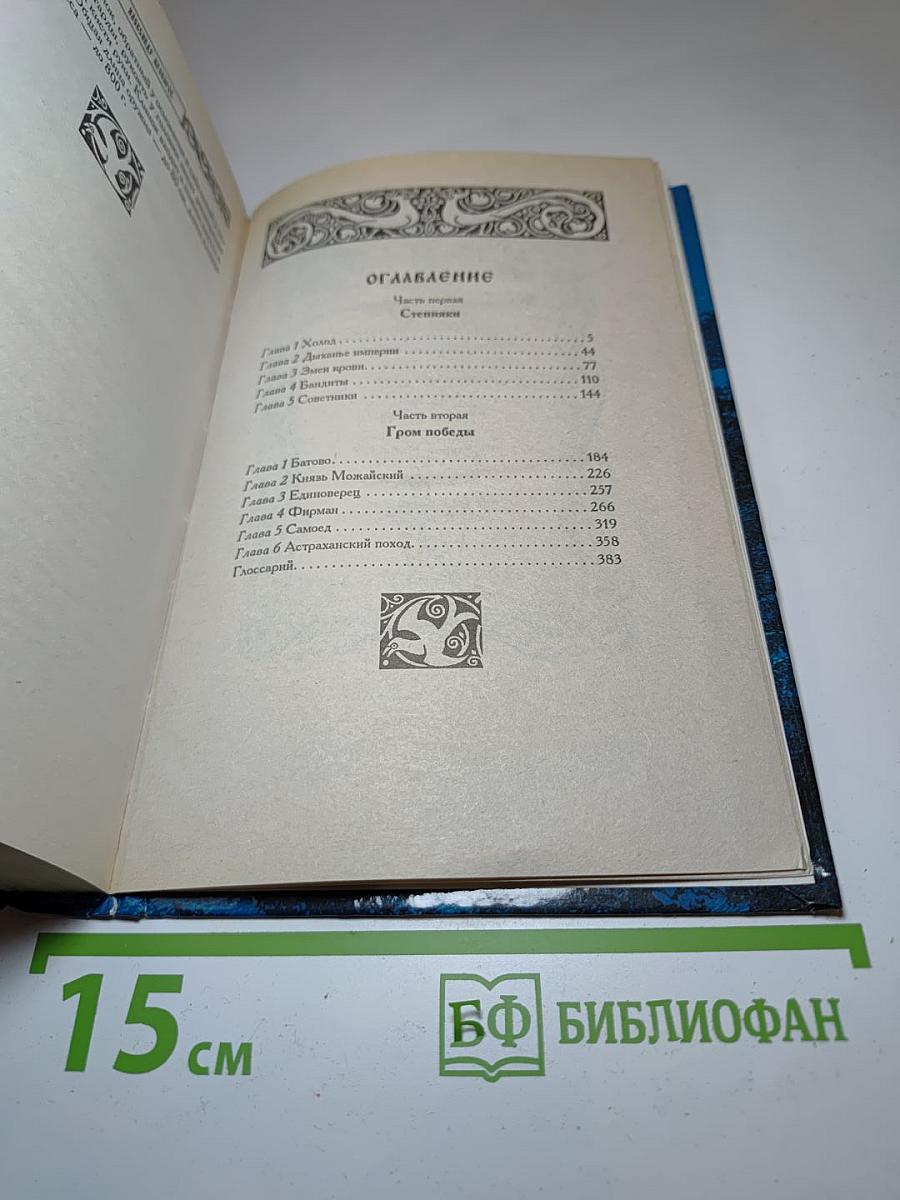 до 800 г.
ОГЛАВЛЕНИЕ
Часть первая
Степняки
Глава 1 Холод 5
Глава 2 Дыханье империи 44
Глава 3 Змеи крови 77
Глава 4 Бандиты 110
Глава 5 Советники 144
Часть вторая
Гром победы
Глава 1 Батово 184
Глава 2 Князь Можайский 226
Глава 3 Единоверец 257
Глава 4 Фирман 266
Глава 5 Самоед 319
Глава 6 Астраханский поход 358
Глоссарий 383
15 см
БФ БИБЛИОФАН